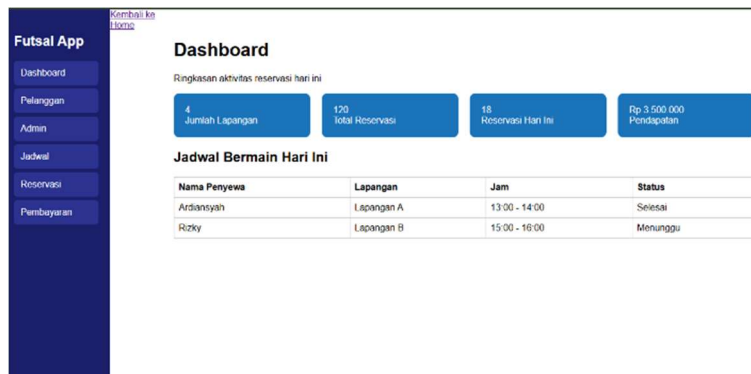 Kembali ke
Home
Futsal App
Dashboard
Pelanggan
Admin
Jadwal
Reservasi
Pembayaran
Dashboard
Ringkasan aktivitas reservasi hari ini
4
Jumlah Lapangan
120
Total Reservasi
18
Reservasi Hari Ini
Rp 3 500 000
Pendapatan
Jadwal Bermain Hari Ini
Nama Penyewa Lapangan Jam Status
Ardiansyah Lapangan A 13:00 - 14:00 Selesai
Rizky Lapangan B 15:00 - 16:00 Menunggu